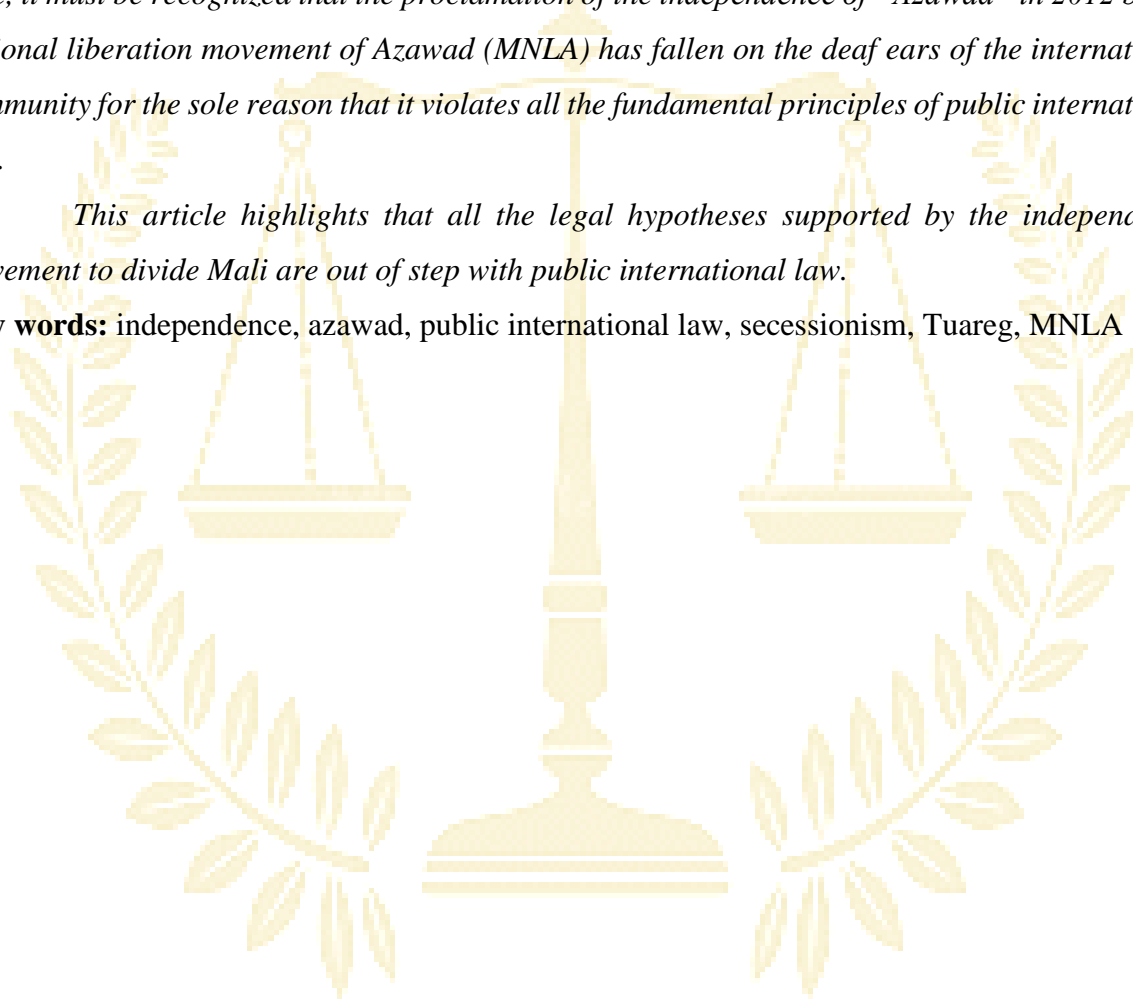 it must be recognized that the proclamation of the independence of "Azawad" in 2012 b
ional liberation movement of Azawad (MNLA) has fallen on the deaf ears of the internat
munity for the sole reason that it violates all the fundamental principles of public internat
.
This article highlights that all the legal hypotheses supported by the independ
vement to divide Mali are out of step with public international law.
words: independence, azawad, public international law, secessionism, Tuareg, MNLA